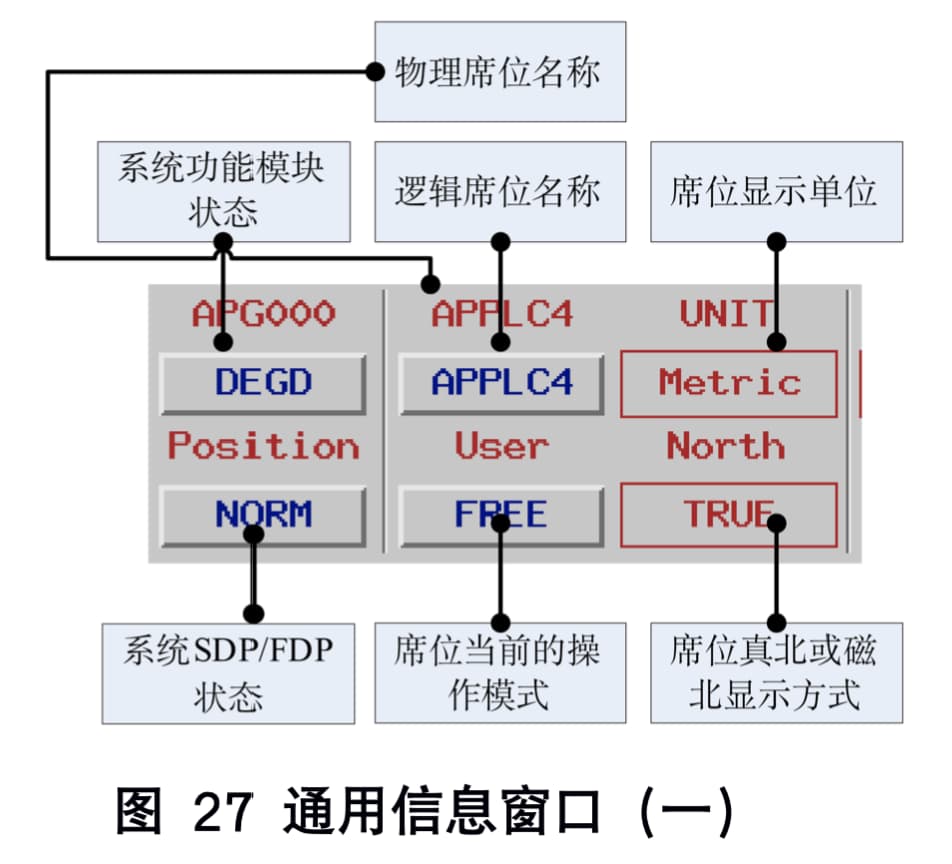 物理席位名称
系统功能模块
状态
逻辑席位名称
席位显示单位
APG000
APPLC4
UNIT
DEGD
APPLC4
Metric
Position
User
North
NORM
FREE
TRUE
系统SDP/FDP
状态
席位当前的操
作模式
席位真北或磁
北显示方式
图 27 通用信息窗口（一）